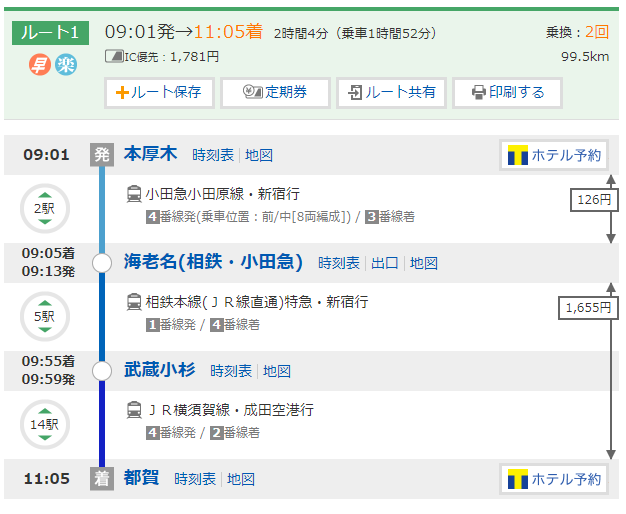 ルート1
09:01発→11:05着 2時間4分（乗車1時間52分） 乗換：2回
早 楽 IC優先：1,781円 99.5km
ルート保存 定期券 ルート共有 印刷する
09:01 発 本厚木 時刻表 地図 ホテル予約
2駅 小田急小田原線・新宿行 126円
4番線発(乗車位置：前/中[8両編成]) / 3番線着
09:05着
09:13発
海老名(相鉄・小田急) 時刻表 出口 地図
5駅 相鉄本線(ＪＲ線直通)特急・新宿行 1,655円
1番線発 / 4番線着
09:55着
09:59発
武蔵小杉 時刻表 地図
14駅 ＪＲ横須賀線・成田空港行
4番線発 / 2番線着
11:05 着 都賀 時刻表 地図 ホテル予約